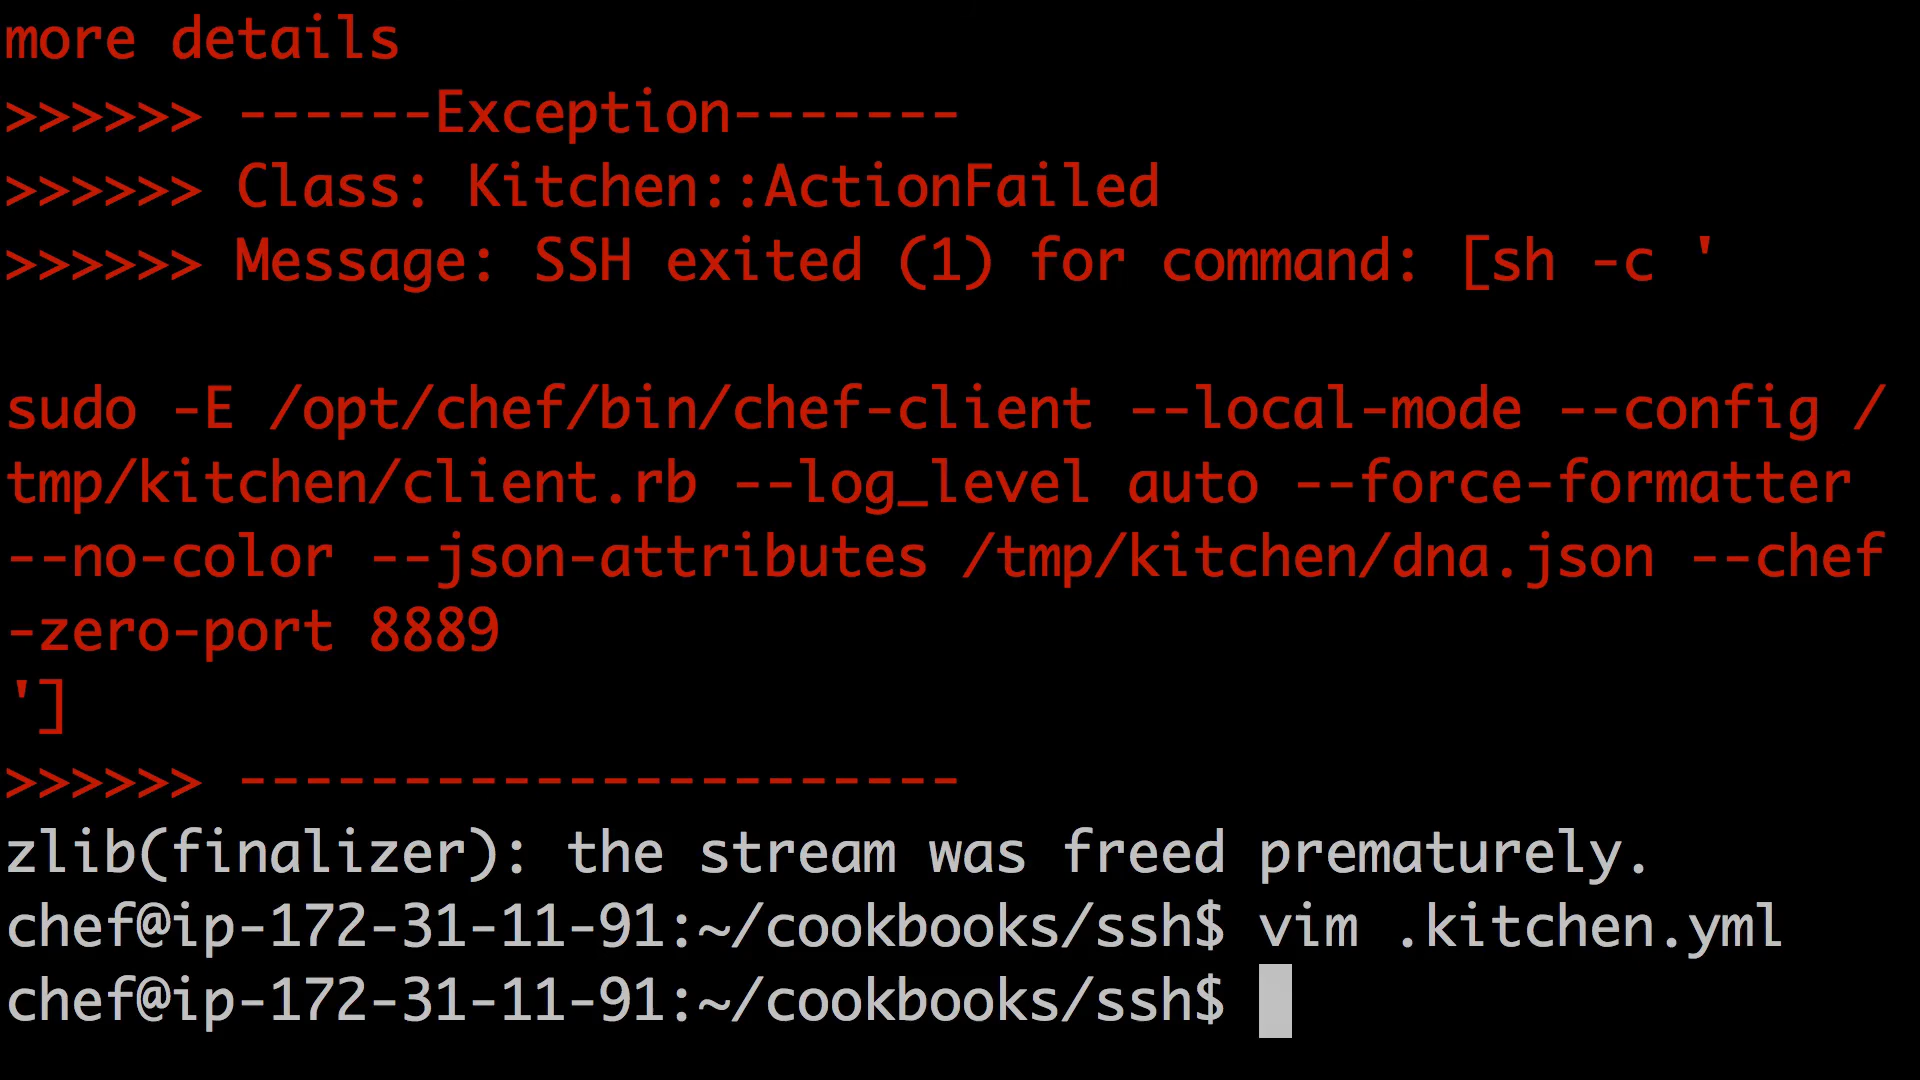 more details
>>>>>> ------Exception-------
>>>>>> Class: Kitchen::ActionFailed
>>>>>> Message: SSH exited (1) for command: [sh -c '

sudo -E /opt/chef/bin/chef-client --local-mode --config /
tmp/kitchen/client.rb --log_level auto --force-formatter
--no-color --json-attributes /tmp/kitchen/dna.json --chef
-zero-port 8889
']
>>>>>> ----------------------
zlib(finalizer): the stream was freed prematurely.
chef@ip-172-31-11-91:~/cookbooks/ssh$ vim .kitchen.yml
chef@ip-172-31-11-91:~/cookbooks/ssh$